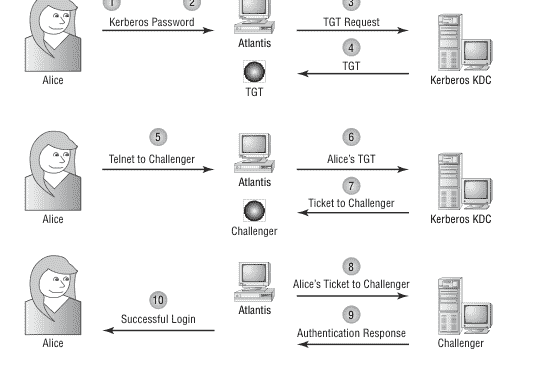 1 2 3
Kerberos Password
TGT Request
Atlantis
4
TGT
Alice
TGT
Kerberos KDC
5
6
Telnet to Challenger
Alice's TGT
Atlantis
7
Ticket to Challenger
Alice
Kerberos KDC
Challenger
8
Alice's Ticket to Challenger
10
Atlantis
9
Successful Login
Authentication Response
Alice
Challenger